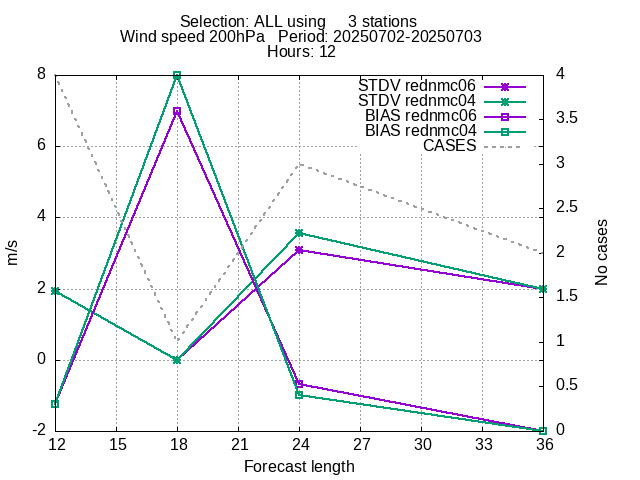 Selection: ALL using     3 stations
Wind speed 200hPa   Period: 20250702-20250703
Hours: 12
STDV rednmc06
STDV rednmc04
BIAS rednmc06
BIAS rednmc04
CASES
8
6
4
2
0
-2
m/s
4
3.5
3
2.5
2
1.5
1
0.5
0
No cases
12 15 18 21 24 27 30 33 36
Forecast length